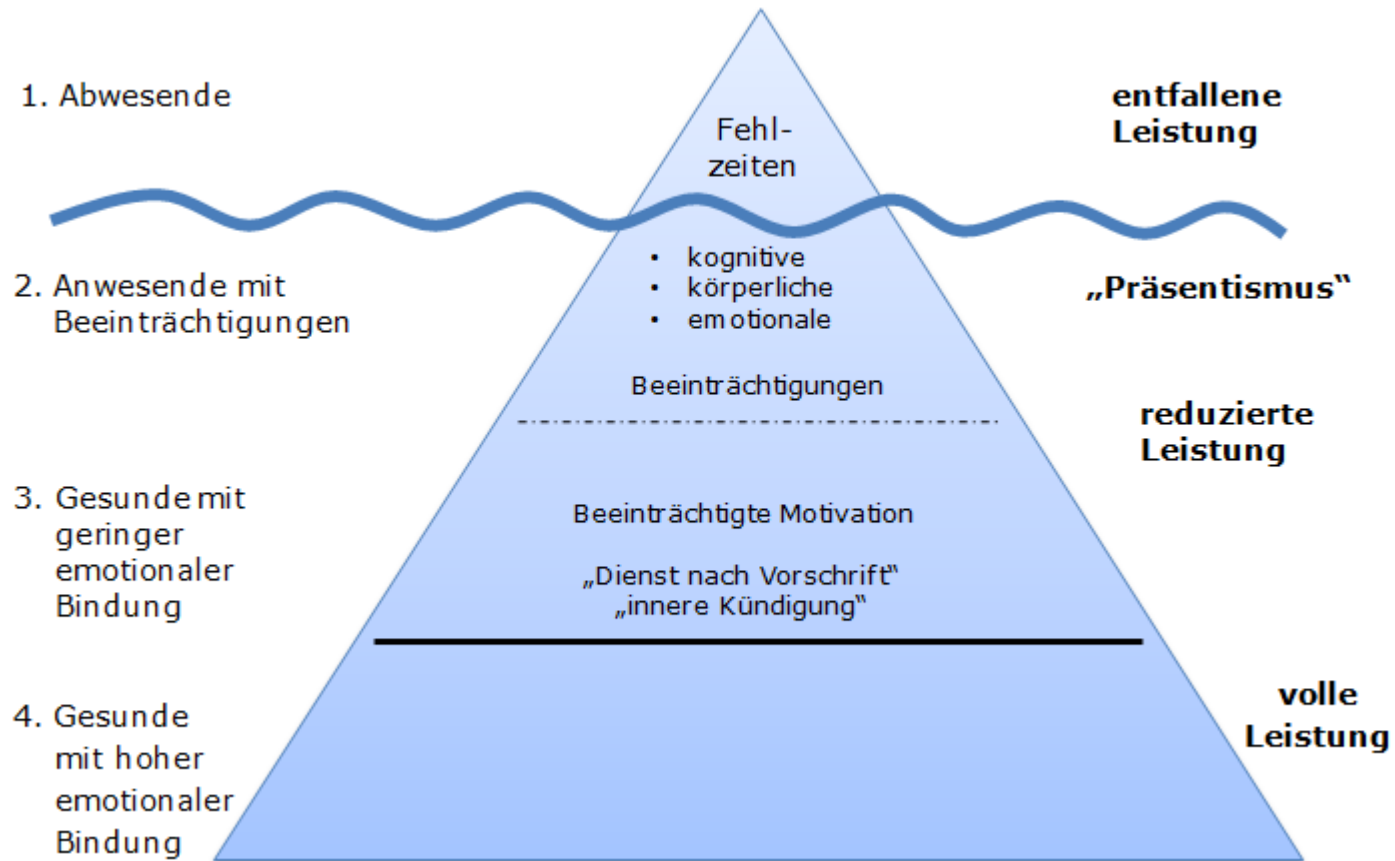 1. Abwesende
entfallene
Leistung
Fehl-
zeiten
2. Anwesende mit
Beeinträchtigungen
• kognitive
• körperliche
• emotionale
Beeinträchtigungen
„Präsentismus“
reduzierte
Leistung
3. Gesunde mit
geringer
emotionaler
Bindung
Beeinträchtigte Motivation
„Dienst nach Vorschrift“
„innere Kündigung“
4. Gesunde
mit hoher
emotionaler
Bindung
volle
Leistung